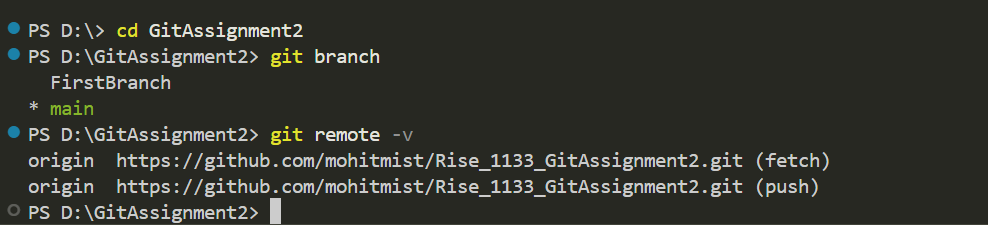 PS D:\> cd GitAssignment2
PS D:\GitAssignment2> git branch
FirstBranch
* main
PS D:\GitAssignment2> git remote -v
origin  https://github.com/mohitmist/Rise_1133_GitAssignment2.git (fetch)
origin  https://github.com/mohitmist/Rise_1133_GitAssignment2.git (push)
PS D:\GitAssignment2>